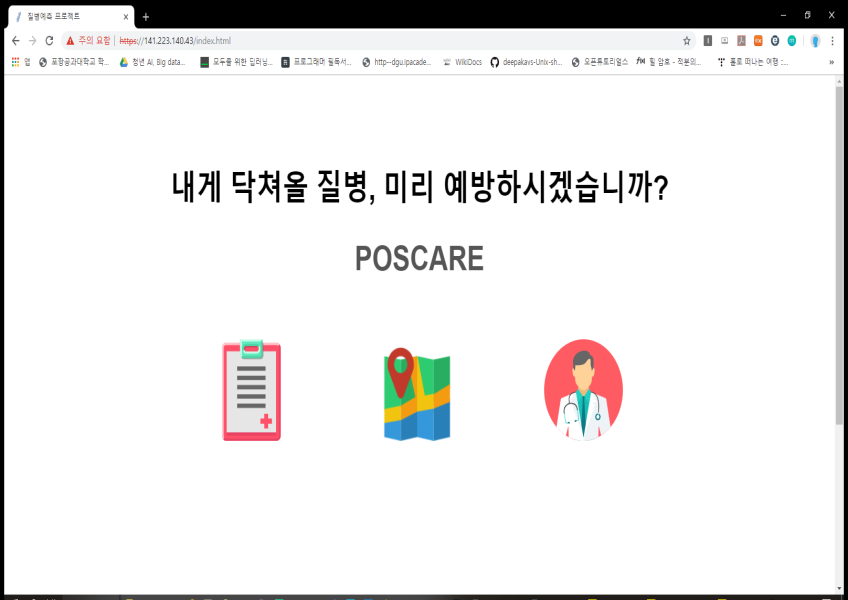 질병예측 프로젝트
주의 요함 | https://141.223.140.43/index.html
앱 포항공과대학교 학... 청년 AI, Big data... 모두를 위한 딥러닝... 프로그래머 필독서... http--dgu.ipacade... WikiDocs deepakavs-Unix-sh... 오픈튜토리얼스 힐 암호 - 적분의... 홀로 떠나는 여행 :... »
내게 닥쳐올 질병, 미리 예방하시겠습니까?
POSCARE